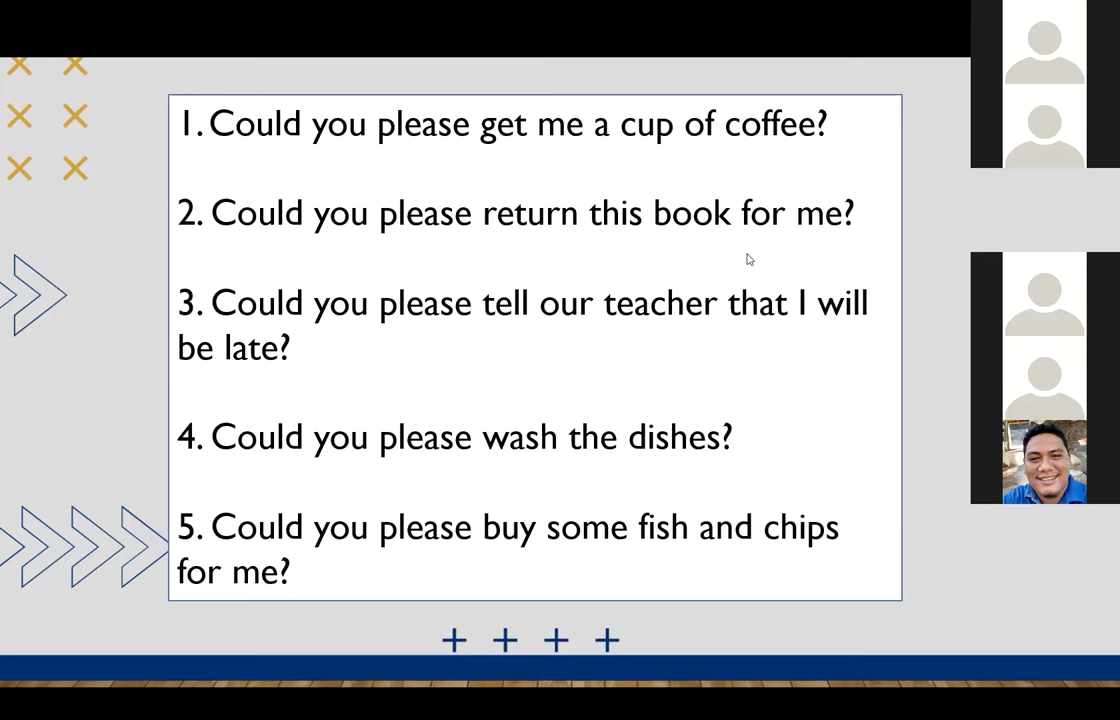 1. Could you please get me a cup of coffee?
2. Could you please return this book for me?
3. Could you please tell our teacher that I will
be late?
4. Could you please wash the dishes?
5. Could you please buy some fish and chips
for me?